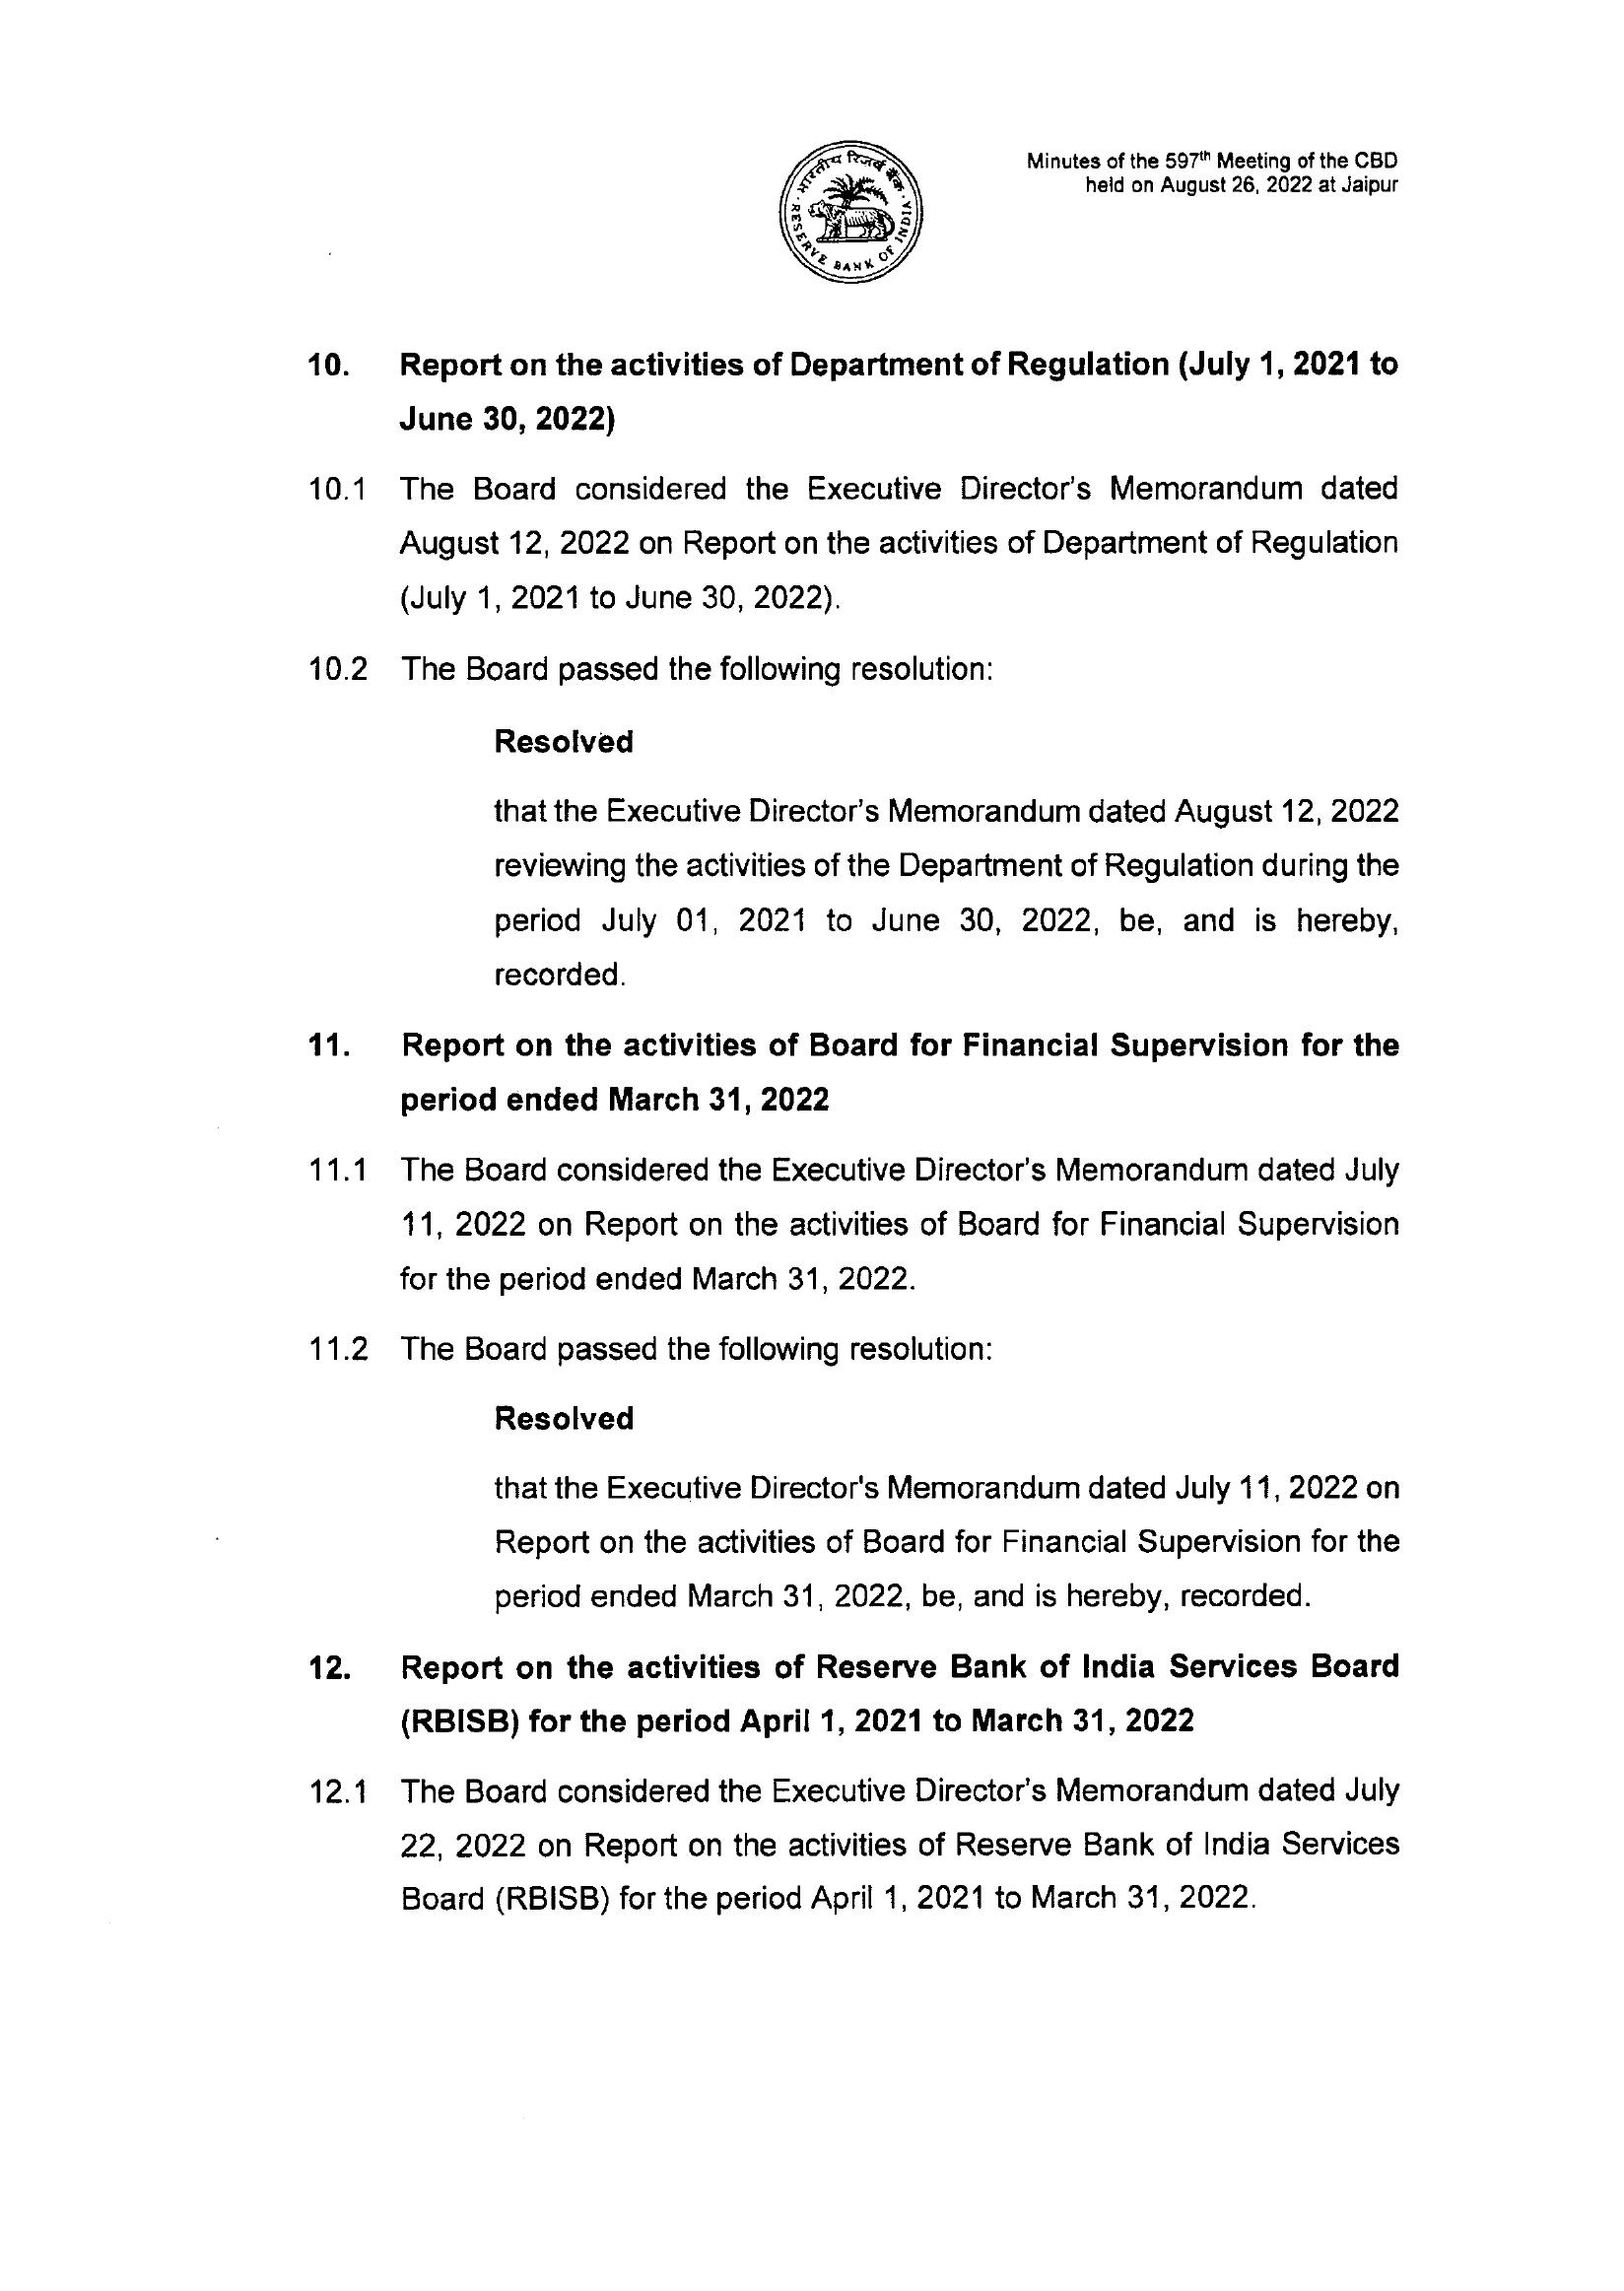 भारतीय रिज़र्व बैंक
RESERVE BANK OF INDIA
Minutes of the 597th Meeting of the CBD
held on August 26, 2022 at Jaipur
10. Report on the activities of Department of Regulation (July 1, 2021 to
June 30, 2022)
10.1 The Board considered the Executive Director's Memorandum dated
August 12, 2022 on Report on the activities of Department of Regulation
(July 1, 2021 to June 30, 2022).
10.2 The Board passed the following resolution:
Resolved
that the Executive Director's Memorandum dated August 12, 2022
reviewing the activities of the Department of Regulation during the
period July 01, 2021 to June 30, 2022, be, and is hereby,
recorded.
11. Report on the activities of Board for Financial Supervision for the
period ended March 31, 2022
11.1 The Board considered the Executive Director's Memorandum dated July
11, 2022 on Report on the activities of Board for Financial Supervision
for the period ended March 31, 2022.
11.2 The Board passed the following resolution:
Resolved
that the Executive Director's Memorandum dated July 11, 2022 on
Report on the activities of Board for Financial Supervision for the
period ended March 31, 2022, be, and is hereby, recorded.
12. Report on the activities of Reserve Bank of India Services Board
(RBISB) for the period April 1, 2021 to March 31, 2022
12.1 The Board considered the Executive Director's Memorandum dated July
22, 2022 on Report on the activities of Reserve Bank of India Services
Board (RBISB) for the period April 1, 2021 to March 31, 2022.